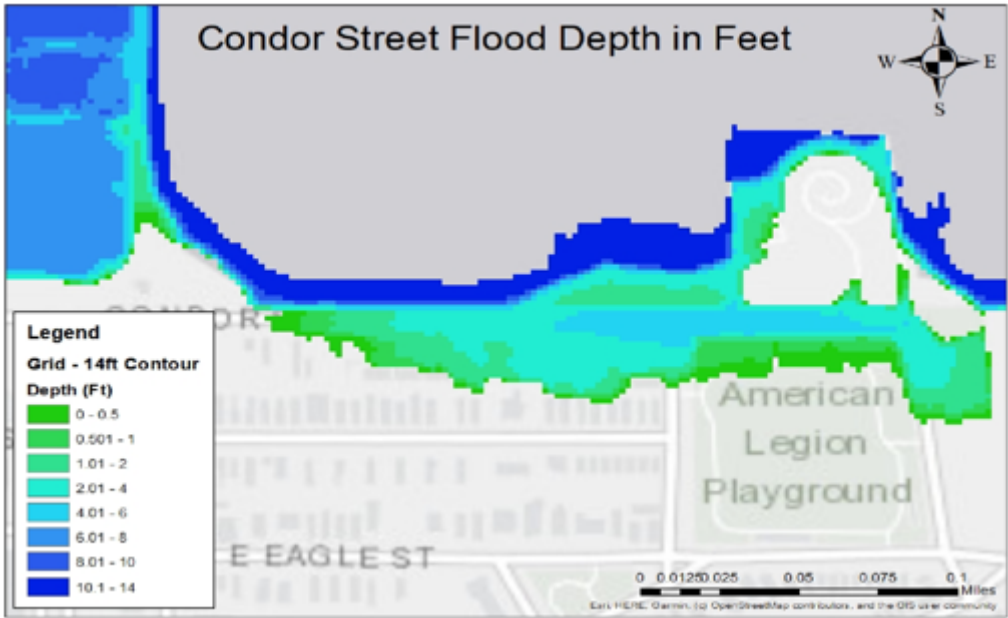 Condor Street Flood Depth in Feet
N
W E
S
CONDOR
Legend
Grid - 14ft Contour
Depth (Ft)
0 - 0.5
0.501 - 1
1.01 - 2
2.01 - 4
4.01 - 6
6.01 - 8
8.01 - 10
10.1 - 14
American
Legion
Playground
E EAGLE ST
0 0.01250.025 0.05 0.075 0.1
Miles
Esri, HERE, Garmin, (c) OpenStreetMap contributors, and the GIS user community